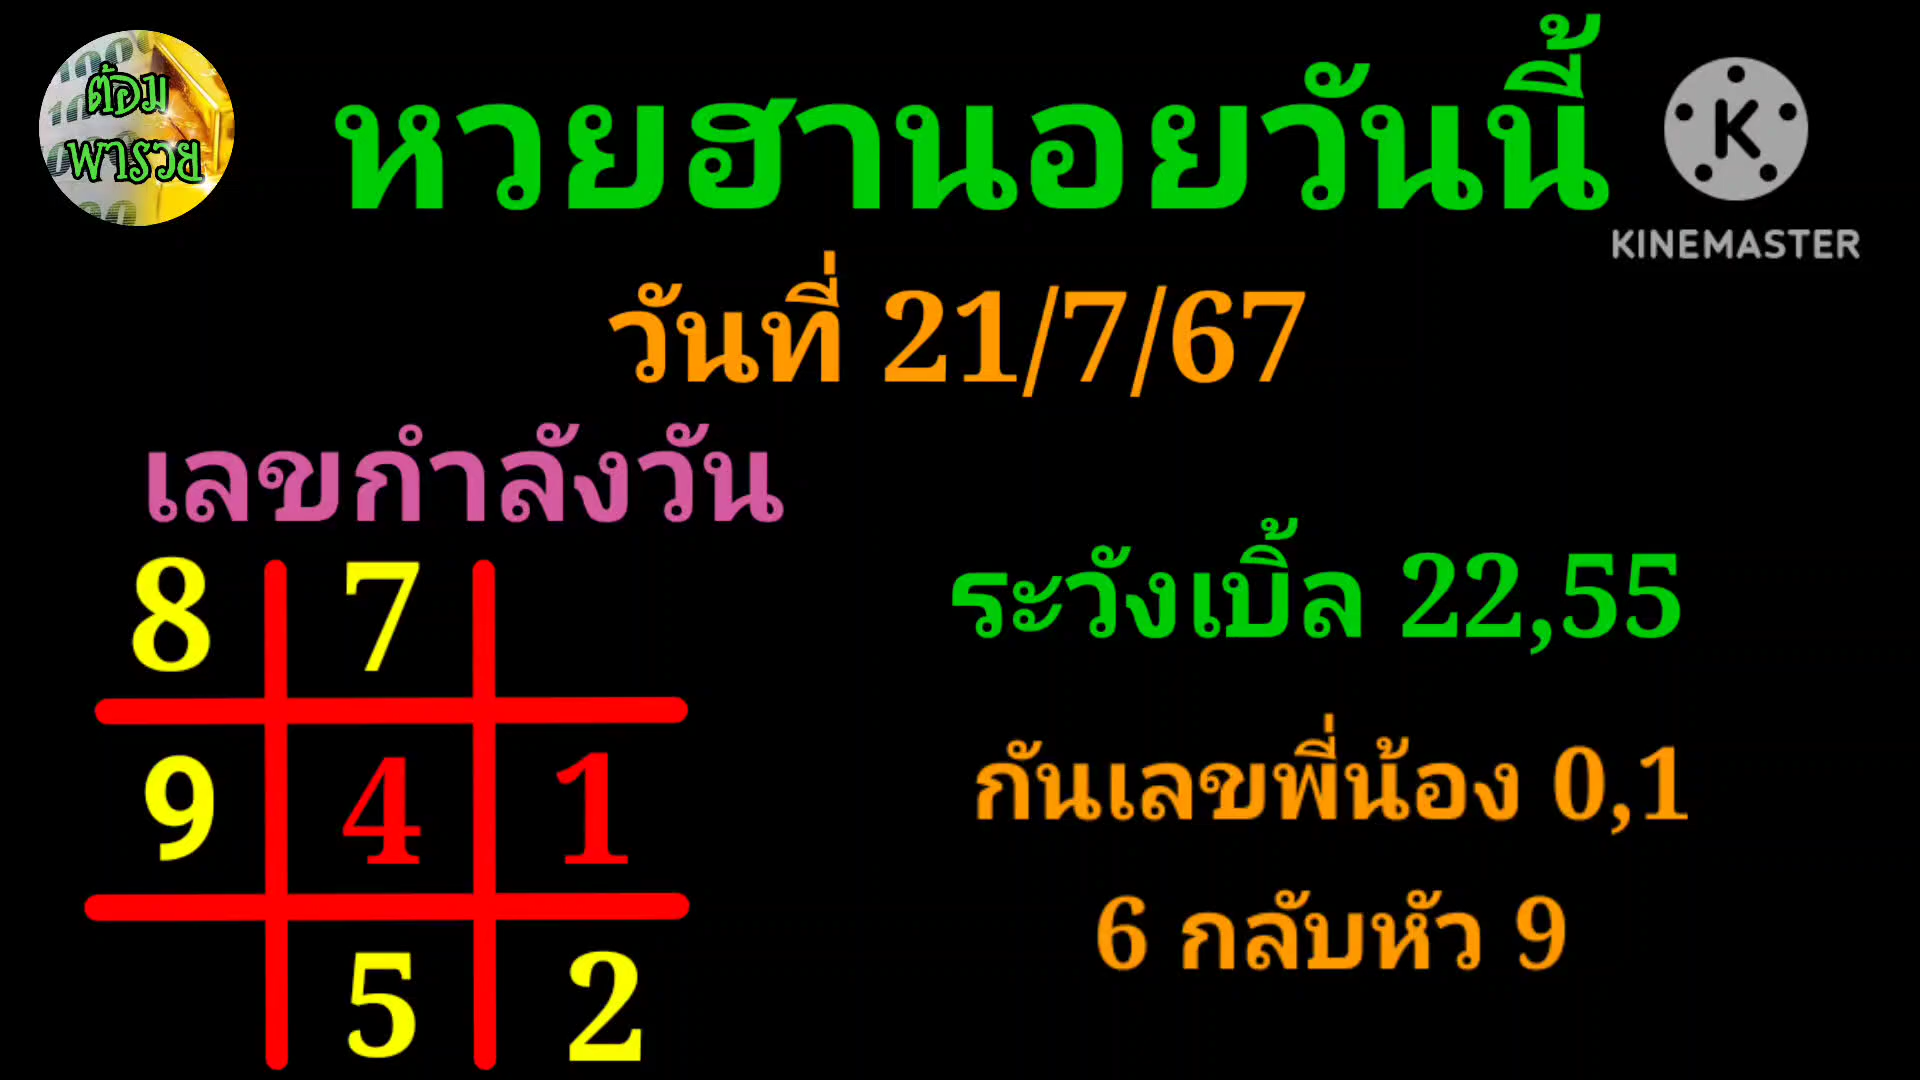 ต้อม
พารวย
หวยฮานอยวันนี้
KINEMASTER
วันที่ 21/7/67
เลขกำลังวัน
8 7
9 4 1
5 2
ระวังเบิ้ล 22,55
กันเลขพี่น้อง 0,1
6 กลับหัว 9